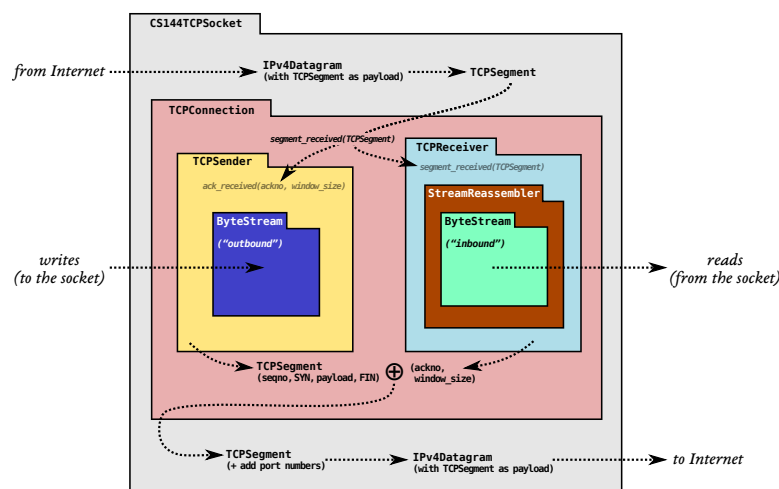 CS144TCPSocket
from Internet
IPv4Datagram
(with TCPSegment as payload)
TCPSegment
TCPConnection
segment_received(TCPSegment)
TCPSender
ack_received(ackno, window_size)
ByteStream
(“outbound”)
TCPReceiver
segment_received(TCPSegment)
StreamReassembler
ByteStream
(“inbound”)
writes
(to the socket)
reads
(from the socket)
TCPSegment
(seqno, SYN, payload, FIN)
⊕
(ackno,
window_size)
TCPSegment
(+ add port numbers)
IPv4Datagram
(with TCPSegment as payload)
to Internet